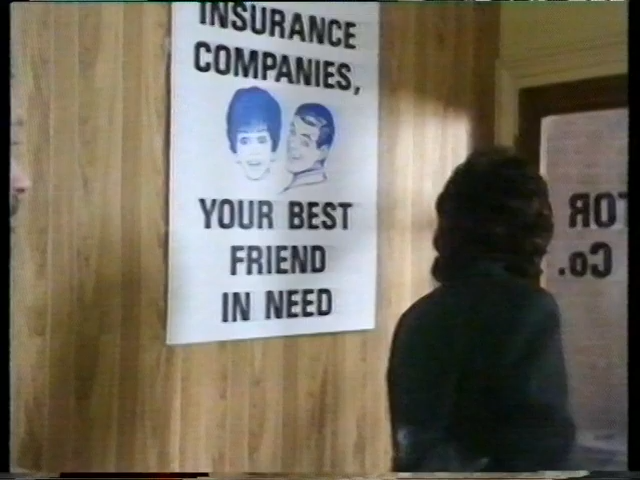 INSURANCE
COMPANIES,
YOUR BEST
FRIEND
IN NEED
TOR
Co.